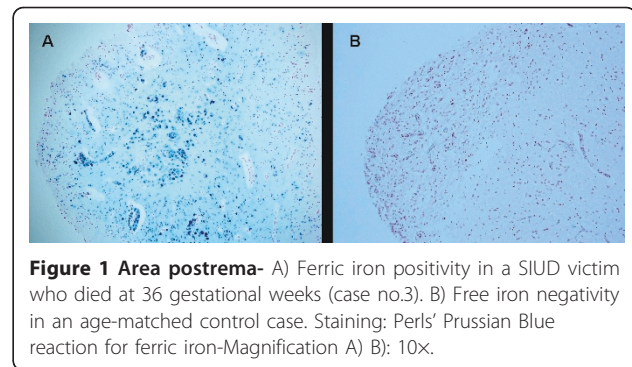 A
B
Figure 1 Area postrema- A) Ferric iron positivity in a SIUD victim
who died at 36 gestational weeks (case no.3). B) Free iron negativity
in an age-matched control case. Staining: Perls' Prussian Blue
reaction for ferric iron-Magnification A) B): 10×.